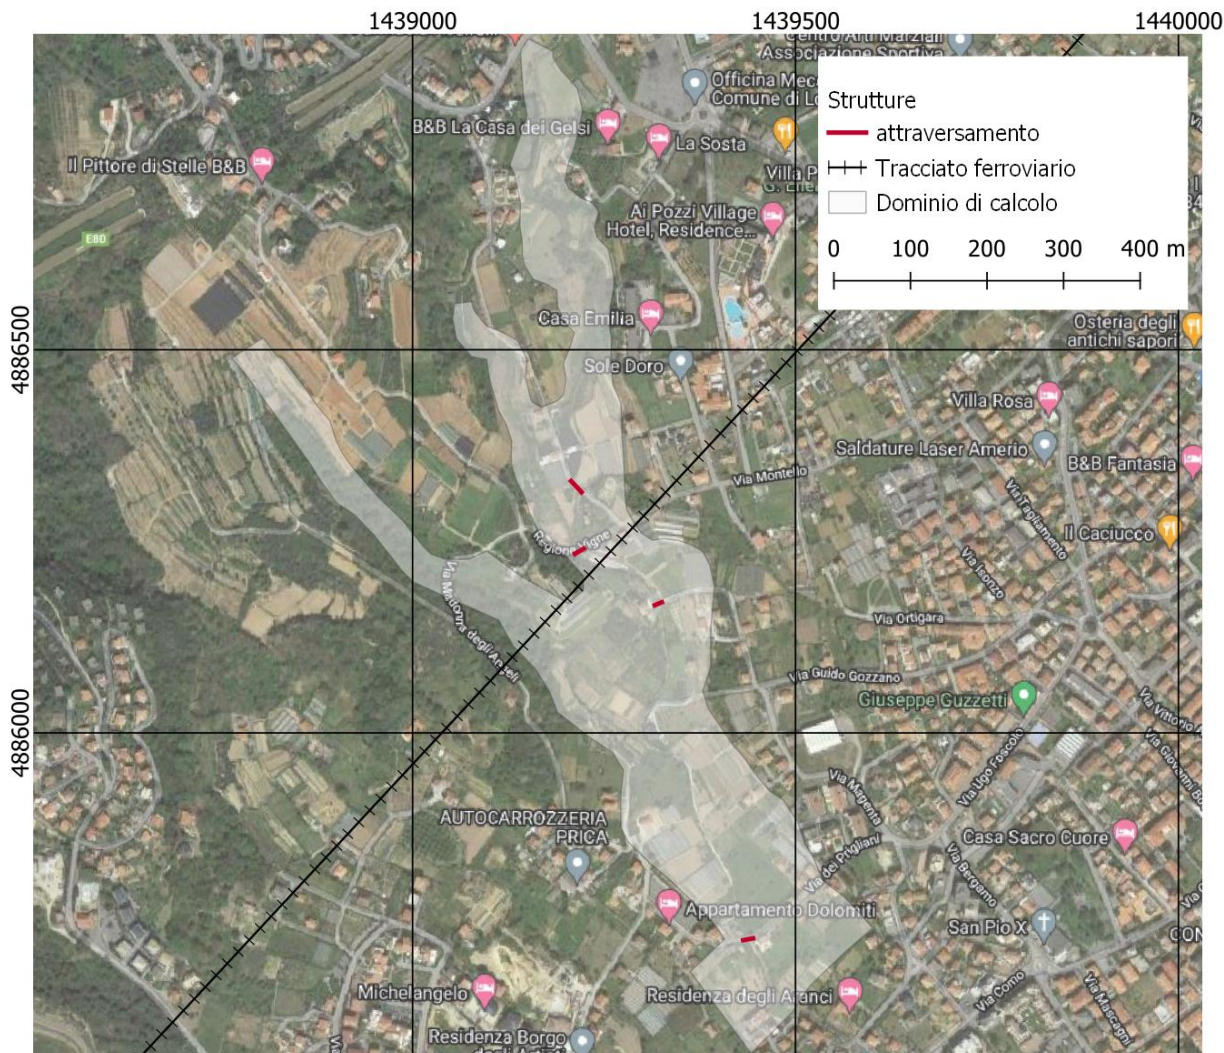 1439000
1439500
1440000
Associazione Sportiva
Officina
Comune di
Strutture
attraversamento
Tracciato ferroviario
Dominio di calcolo
0 100 200 300 400 m
B&B La Casa dei Gelsi
La Sosta
Il Pittore di Stelle B&B
Villa
Ai Pozzi Village
Hotel, Residence...
E80
Casa Emilia
Osteria degli
antichi sapori
4886500
Sole Doro
Villa Rosa
Saldature Laser Amerio
B&B Fantasia
Via Montello
Via Tagliamento
Il Caciucco
Regione Vigne
Via Isonzo
Via Madonna degli Angeli
Via Ortigara
Via Guido Gozzano
Giuseppe Guzzetti
4886000
Via Vittorio
Via Ugo Foscolo
Via Giovanni
Via Magenta
AUTOCARROZZERIA
PRICA
Casa Sacro Cuore
Via dei Prigliani
Via Bergamo
Appartamento Dolomiti
San Pio X
Michelangelo
Residenza degli Aranci
Via Como
Via Mascagni
Residenza Borgo